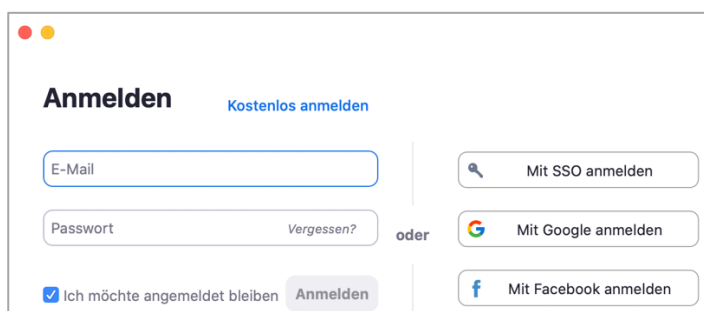 Anmelden
Kostenlos anmelden
E-Mail
Passwort
Vergessen?
Ich möchte angemeldet bleiben
Anmelden
oder
Mit SSO anmelden
Mit Google anmelden
Mit Facebook anmelden